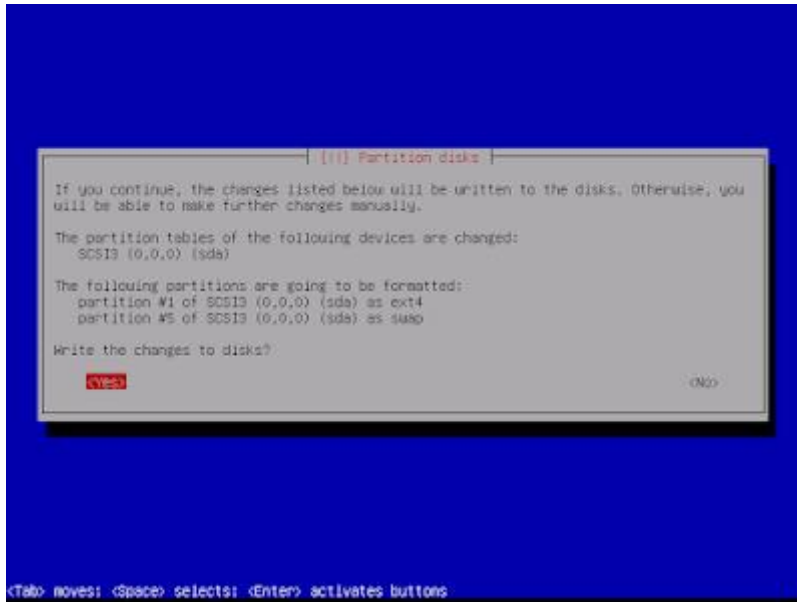 [!!] Partition disks
If you continue, the changes listed below will be written to the disks. Otherwise, you
will be able to make further changes manually.
The partition tables of the following devices are changed:
SCSI3 (0,0,0) (sda)
The following partitions are going to be formatted:
partition #1 of SCSI3 (0,0,0) (sda) as ext4
partition #5 of SCSI3 (0,0,0) (sda) as swap
Write the changes to disks?
<Yes> <No>
<Tab> moves; <Space> selects; <Enter> activates buttons